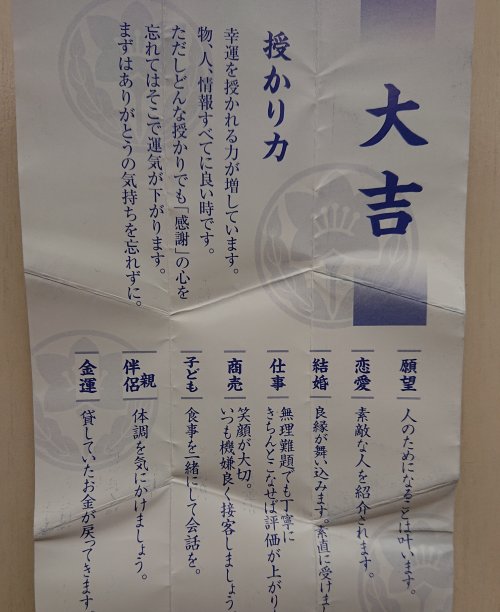 大吉
授かり力
幸運を授かれる力が増しています。
物、人、情報すべてに良い時です。
ただしどんな授かりでも「感謝」の心を
忘れてはそこで運気が下がります。
まずはありがとうの気持ちを忘れずに。
願望 人のためになることは叶います。
恋愛 素敵な人を紹介されます。
結婚 良縁が舞い込みます。素直に受けま
仕事 無理難題でも丁寧に
きちんとこなせば評価が上がり
商売 笑顔が大切。
いつも機嫌良く接客しましょう
子ども 食事を一緒にして会話を。
親 伴侶 体調を気にかけましょう。
金運 貸していたお金が戻ってきます。